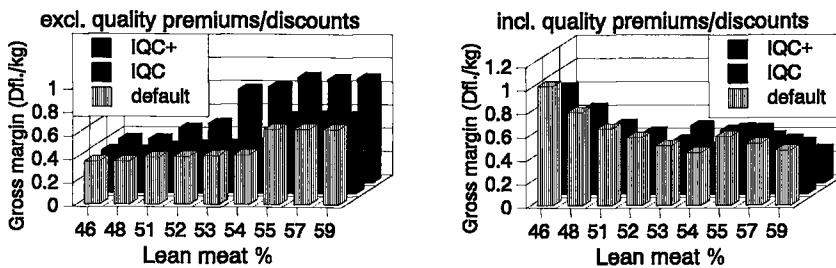 excl. quality premiums/discounts
Gross margin (Dfl./kg)
IQC+
IQC
default
1
0.8
0.6
0.4
0.2
0
46 48 51 52 53 54 55 57 59
Lean meat %
incl. quality premiums/discounts
Gross margin (Dfl./kg)
IQC+
IQC
default
1.2
1
0.8
0.6
0.4
0.2
0
46 48 51 52 53 54 55 57 59
Lean meat %